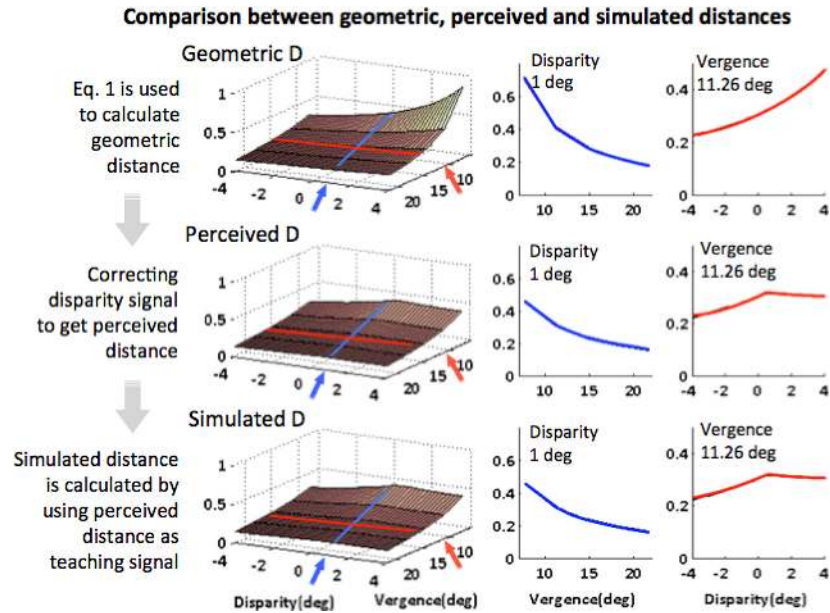 Comparison between geometric, perceived and simulated distances
Geometric D
Eq. 1 is used
to calculate
geometric
distance
1
0.5
0
-4
-2
0
2
4
20
15
10
Disparity
1 deg
0.6
0.4
0.2
0
10
15
20
Vergence
11.26 deg
0.4
0.2
0
-4
-2
0
2
4
Perceived D
Correcting
disparity signal
to get perceived
distance
1
0.5
0
-4
-2
0
2
4
20
15
10
Disparity
1 deg
0.6
0.4
0.2
0
10
15
20
Vergence
11.26 deg
0.4
0.2
0
-4
-2
0
2
4
Simulated D
Simulated distance
is calculated by
using perceived
distance as
teaching signal
1
0.5
0
-4
-2
0
2
4
20
15
10
Disparity(deg)
Vergence(deg)
Disparity
1 deg
0.6
0.4
0.2
0
10
15
20
Vergence(deg)
Vergence
11.26 deg
0.4
0.2
0
-4
-2
0
2
4
Disparity(deg)